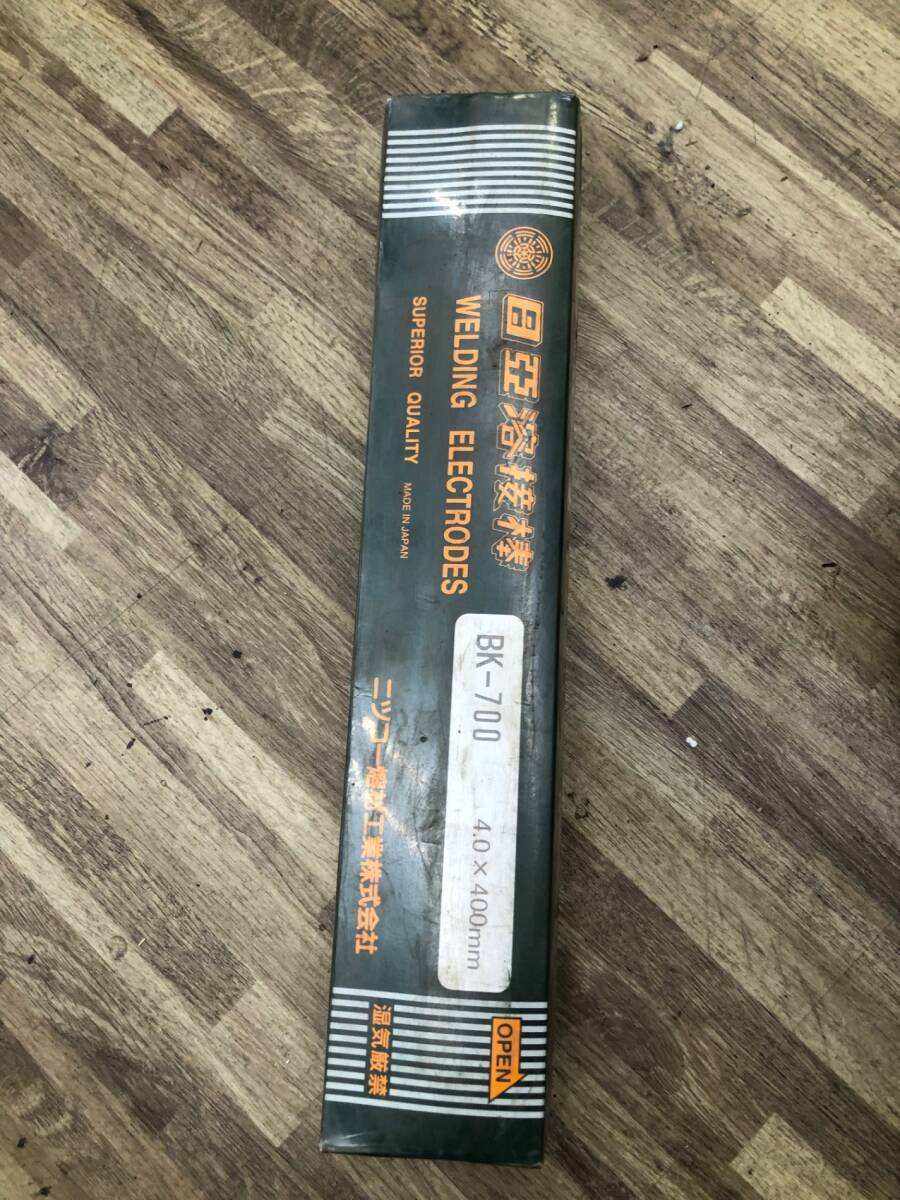 日亞溶接棒
WELDING ELECTRODES
SUPERIOR QUALITY MADE IN JAPAN
BK-700 4.0×400mm
ニツコー熔材工業株式会社
OPEN
湿気厳禁